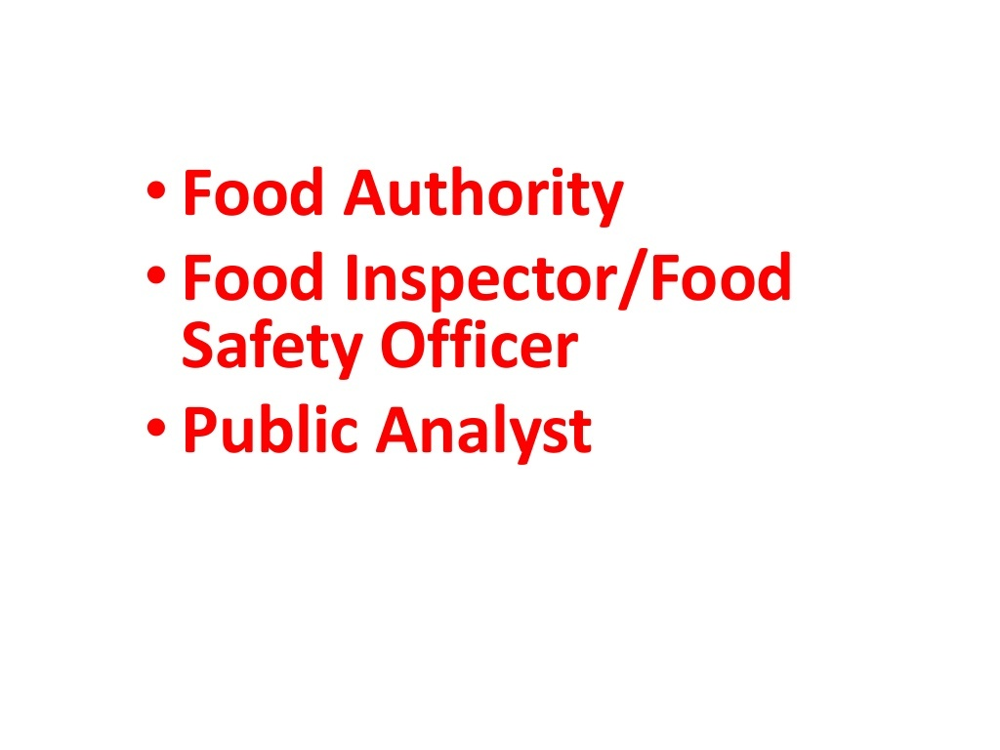 • Food Authority
• Food Inspector/Food
Safety Officer
• Public Analyst